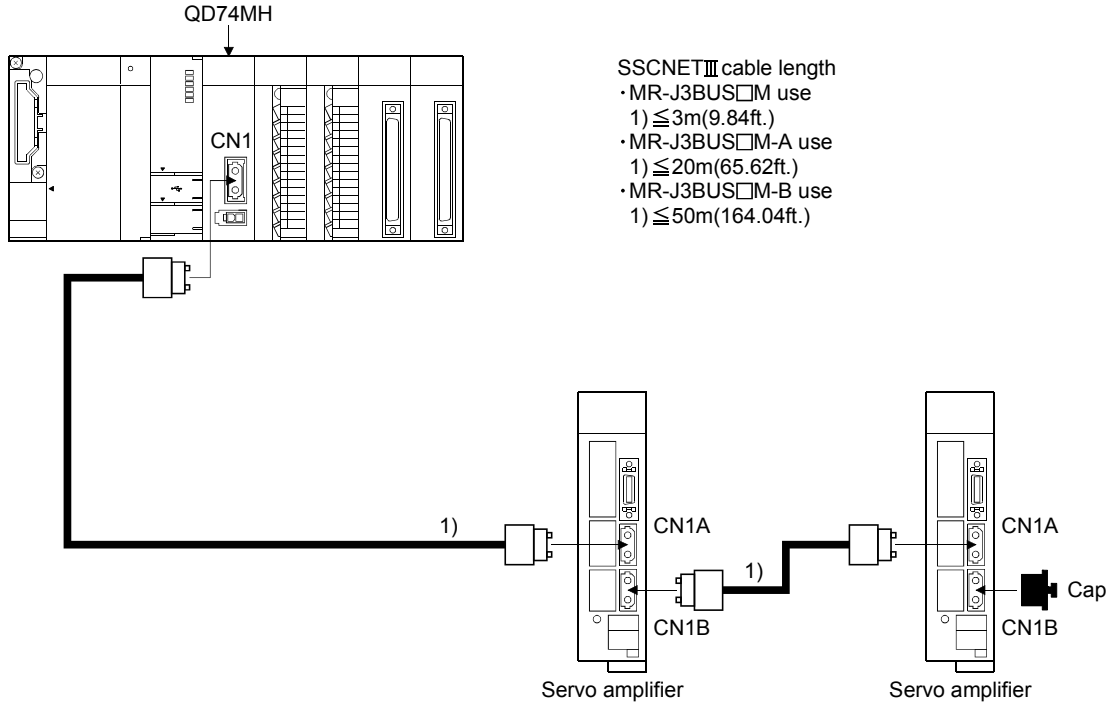 QD74MH
SSCNETⅢ cable length
・MR-J3BUS□M use
1) ≦3m(9.84ft.)
・MR-J3BUS□M-A use
1) ≦20m(65.62ft.)
・MR-J3BUS□M-B use
1) ≦50m(164.04ft.)
CN1
1)
CN1A
CN1B
Servo amplifier
1)
CN1A
Cap
CN1B
Servo amplifier